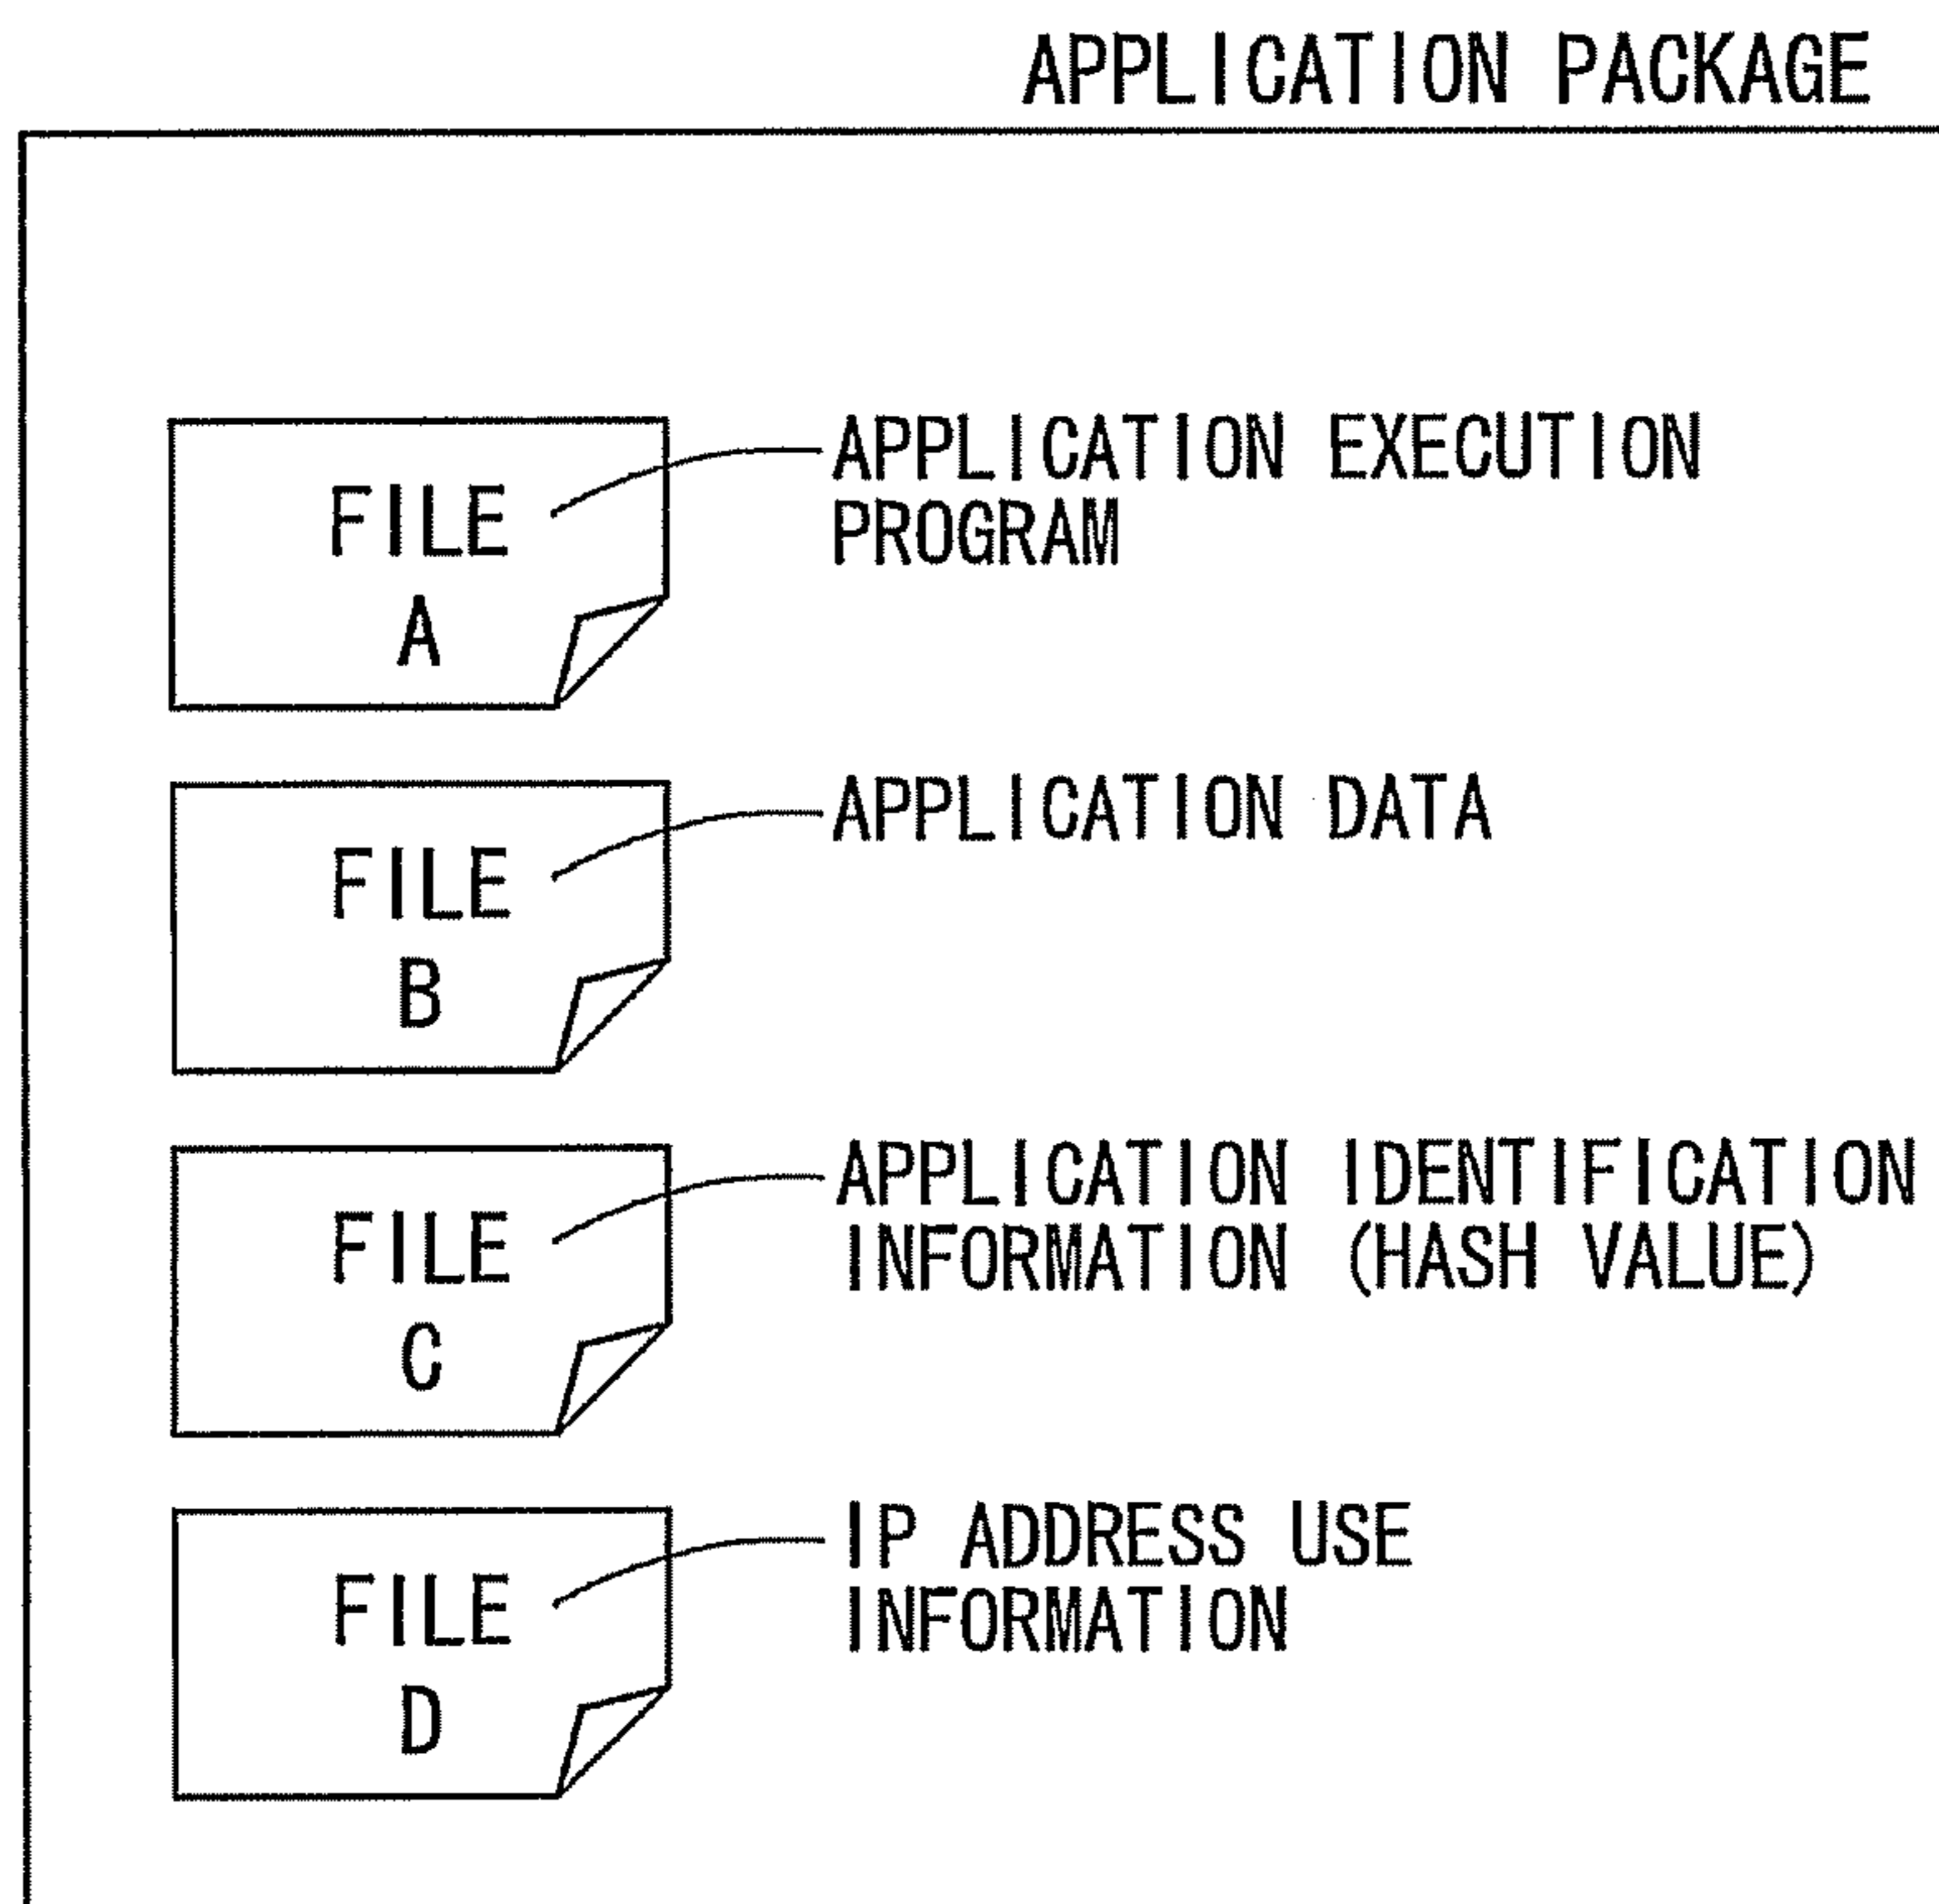 APPLICATION PACKAGE
APPLICATION EXECUTION
PROGRAM
FILE
A
APPLICATION DATA
FILE
B
APPLICATION IDENTIFICATION
INFORMATION (HASH VALUE)
FILE
C
IP ADDRESS USE
INFORMATION
FILE
D